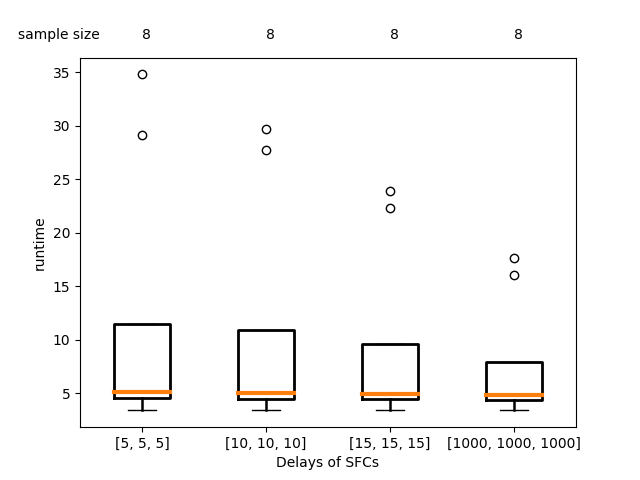 sample size 8 8 8 8
35
30
25
20
15
10
5
runtime
[5, 5, 5] [10, 10, 10] [15, 15, 15] [1000, 1000, 1000]
Delays of SFCs